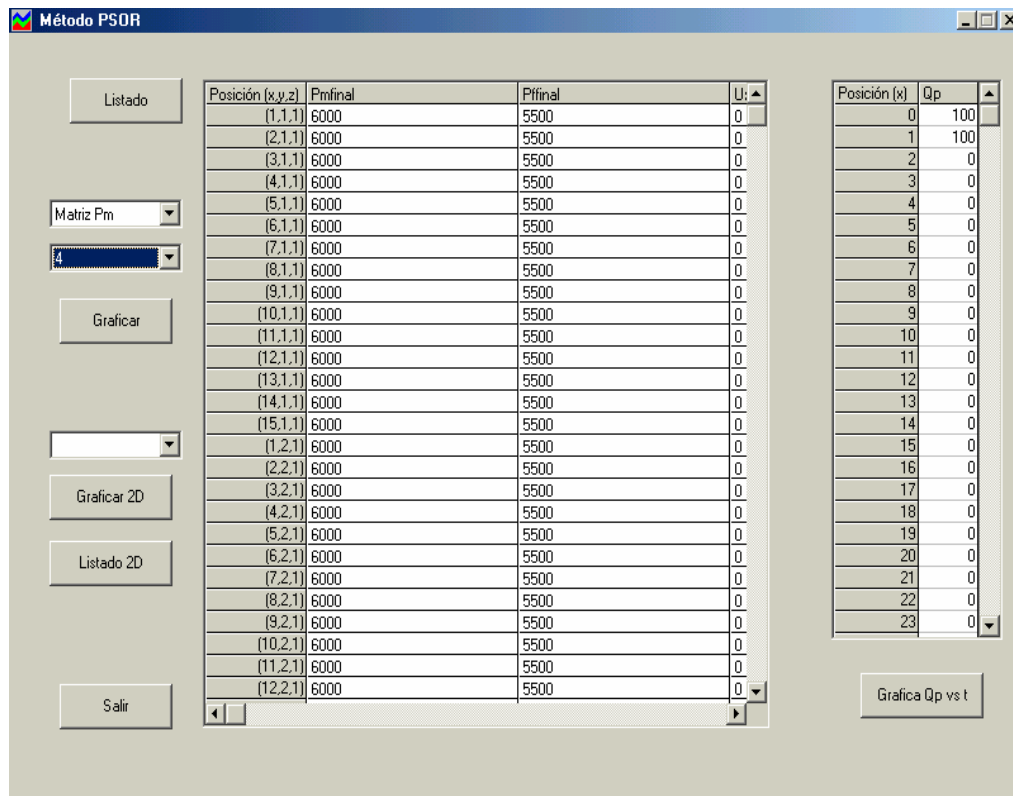 Método PSOR
Listado
Matriz Pm
4
Graficar
Graficar 2D
Listado 2D
Salir
Posición (x,y,z) Pmfinal Pffinal U:
(1,1,1) 6000 5500 0
(2,1,1) 6000 5500 0
(3,1,1) 6000 5500 0
(4,1,1) 6000 5500 0
(5,1,1) 6000 5500 0
(6,1,1) 6000 5500 0
(7,1,1) 6000 5500 0
(8,1,1) 6000 5500 0
(9,1,1) 6000 5500 0
(10,1,1) 6000 5500 0
(11,1,1) 6000 5500 0
(12,1,1) 6000 5500 0
(13,1,1) 6000 5500 0
(14,1,1) 6000 5500 0
(15,1,1) 6000 5500 0
(1,2,1) 6000 5500 0
(2,2,1) 6000 5500 0
(3,2,1) 6000 5500 0
(4,2,1) 6000 5500 0
(5,2,1) 6000 5500 0
(6,2,1) 6000 5500 0
(7,2,1) 6000 5500 0
(8,2,1) 6000 5500 0
(9,2,1) 6000 5500 0
(10,2,1) 6000 5500 0
(11,2,1) 6000 5500 0
(12,2,1) 6000 5500 0
Posición (x) Qp
0 100
1 100
2 0
3 0
4 0
5 0
6 0
7 0
8 0
9 0
10 0
11 0
12 0
13 0
14 0
15 0
16 0
17 0
18 0
19 0
20 0
21 0
22 0
23 0
Grafica Qp vs t